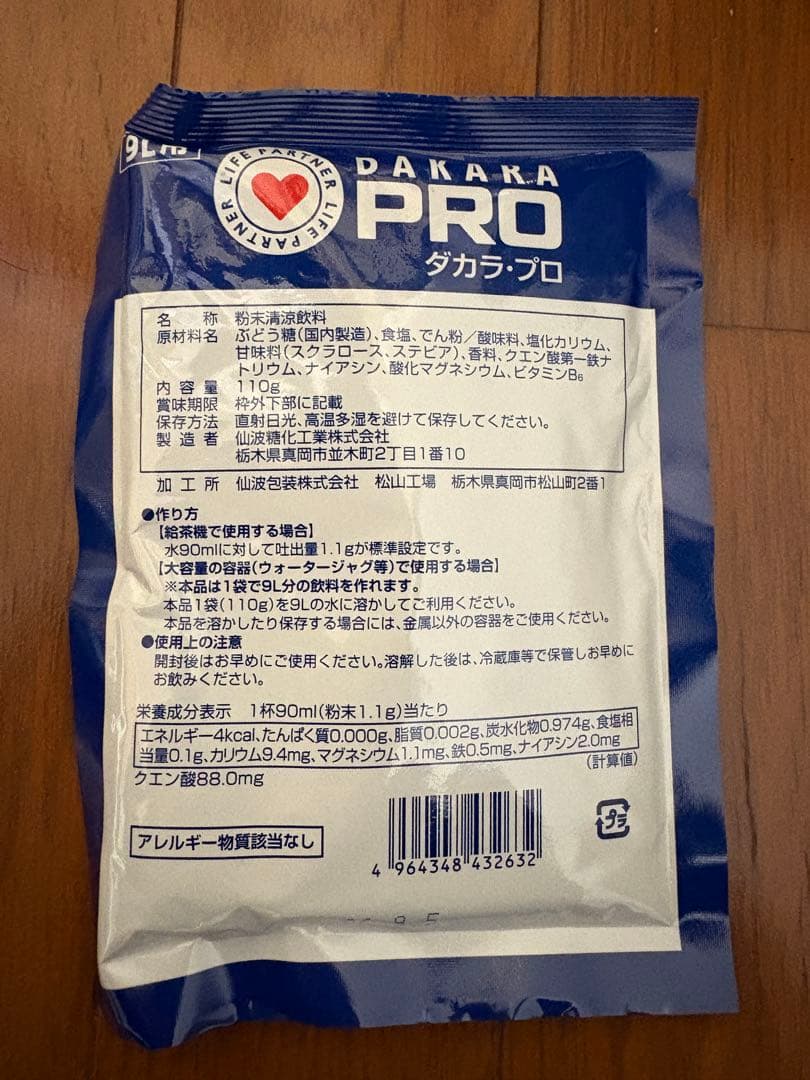 LIFE PARTNER LIFE PARTNER
DAKARA
PRO
ダカラ・プロ
名称 粉末清涼飲料
原材料名 ぶどう糖(国内製造)、食塩、でん粉/酸味料、塩化カリウム、
甘味料(スクラロース、ステビア)、香料、クエン酸第一鉄ナ
トリウム、ナイアシン、酸化マグネシウム、ビタミンB₆
内容量 110g
賞味期限 枠外下部に記載
保存方法 直射日光、高温多湿を避けて保存してください。
製造者 仙波糖化工業株式会社
栃木県真岡市並木町2丁目1番10
加工所 仙波包装株式会社 松山工場 栃木県真岡市松山町2番1
●作り方
【給茶機で使用する場合】
水90mlに対して吐出量1.1gが標準設定です。
【大容量の容器(ウォータージャグ等)で使用する場合】
※本品は1袋で9L分の飲料を作れます。
本品1袋(110g)を9Lの水に溶かしてご利用ください。
本品を溶かしたり保存する場合には、金属以外の容器をご使用ください。
●使用上の注意
開封後はお早めにご使用ください。溶解した後は、冷蔵庫等で保管しお早めに
お飲みください。
栄養成分表示 1杯90ml(粉末1.1g)当たり
エネルギー4kcal、たんぱく質0.000g、脂質0.002g、炭水化物0.974g、食塩相
当量0.1g、カリウム9.4mg、マグネシウム1.1mg、鉄0.5mg、ナイアシン2.0mg
(計算値)
クエン酸88.0mg
プラ
アレルギー物質該当なし
4 964348 432632